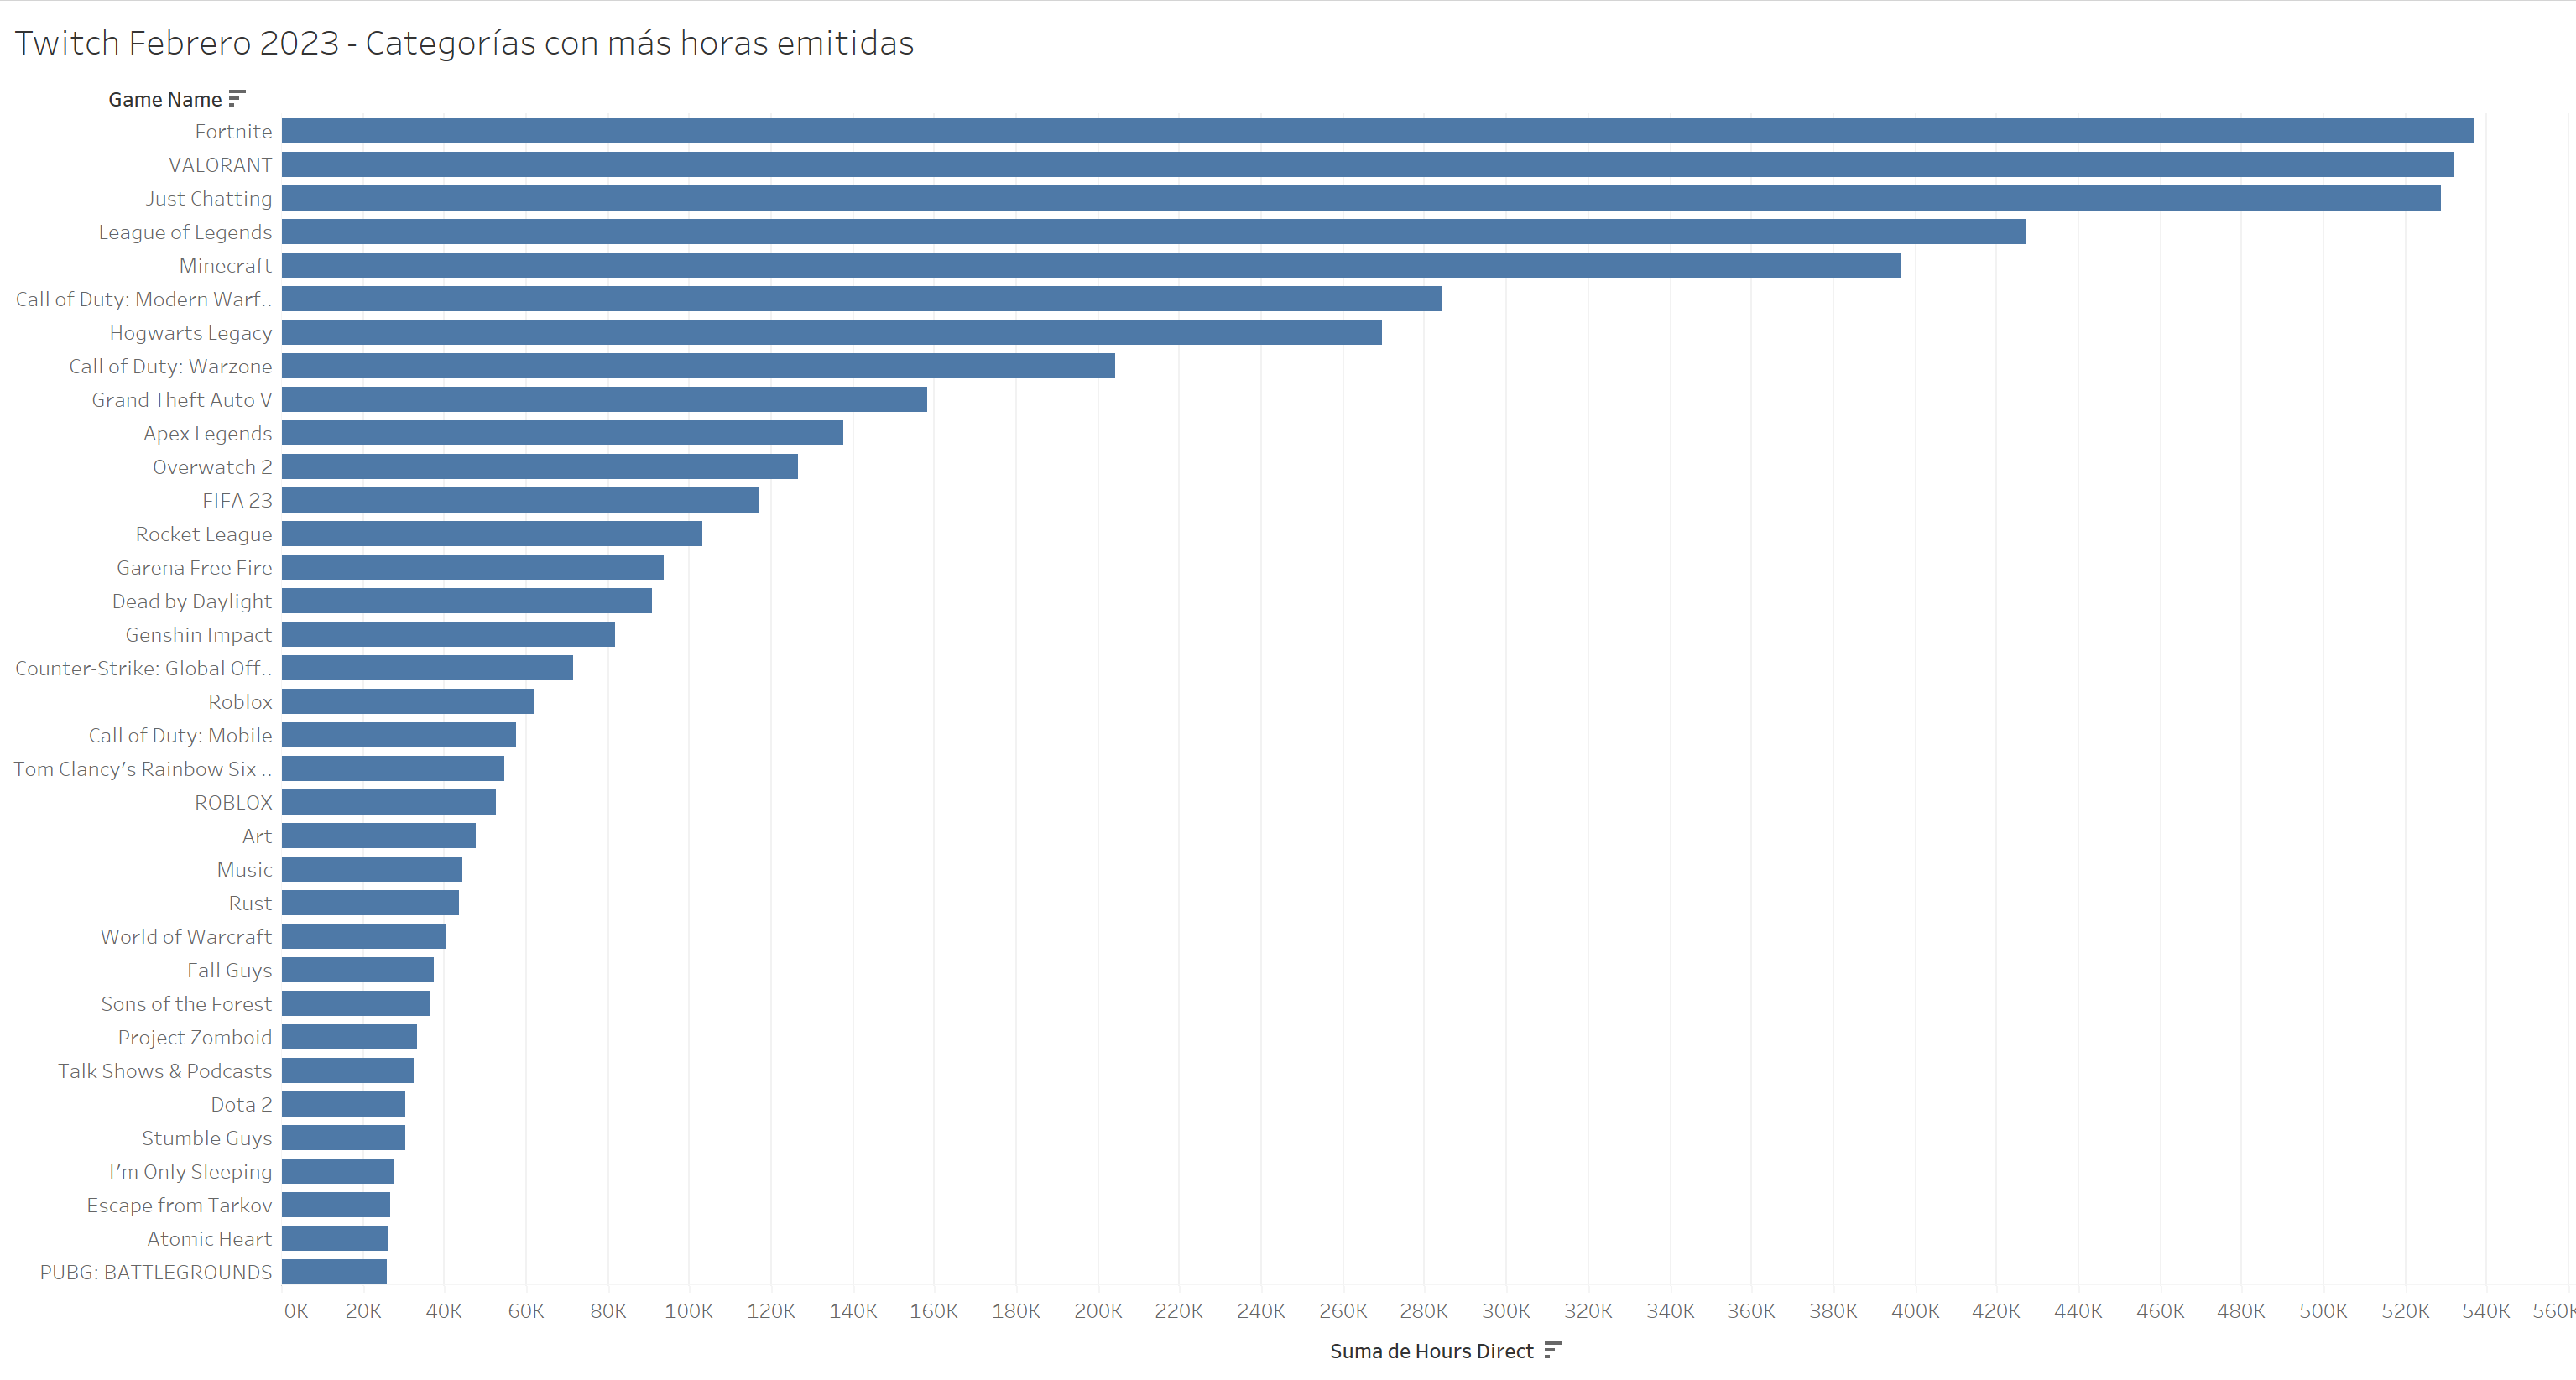 Twitch Febrero 2023 - Categorías con más horas emitidas
Game Name
Fortnite
VALORANT
Just Chatting
League of Legends
Minecraft
Call of Duty: Modern Warf..
Hogwarts Legacy
Call of Duty: Warzone
Grand Theft Auto V
Apex Legends
Overwatch 2
FIFA 23
Rocket League
Garena Free Fire
Dead by Daylight
Genshin Impact
Counter-Strike: Global Off..
Roblox
Call of Duty: Mobile
Tom Clancy's Rainbow Six ..
ROBLOX
Art
Music
Rust
World of Warcraft
Fall Guys
Sons of the Forest
Project Zomboid
Talk Shows & Podcasts
Dota 2
Stumble Guys
I'm Only Sleeping
Escape from Tarkov
Atomic Heart
PUBG: BATTLEGROUNDS
0K 20K 40K 60K 80K 100K 120K 140K 160K 180K 200K 220K 240K 260K 280K 300K 320K 340K 360K 380K 400K 420K 440K 460K 480K 500K 520K 540K 560K
Suma de Hours Direct